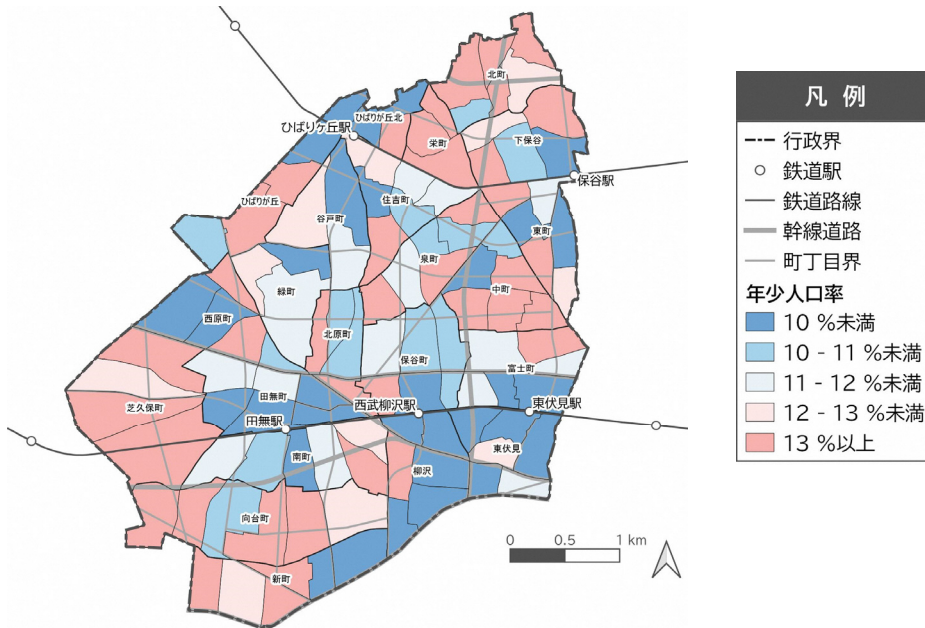 北町
ひばりが丘北
ひばりヶ丘駅
栄町
下保谷
保谷駅
ひばりが丘
住吉町
谷戸町
東町
泉町
緑町
中町
西原町
北原町
保谷町
富士町
田無町
芝久保町
西武柳沢駅
東伏見駅
田無駅
東伏見
南町
柳沢
向台町
新町
0 0.5 1 km
凡 例
行政界
鉄道駅
鉄道路線
幹線道路
町丁目界
年少人口率
10 %未満
10 - 11 %未満
11 - 12 %未満
12 - 13 %未満
13 %以上